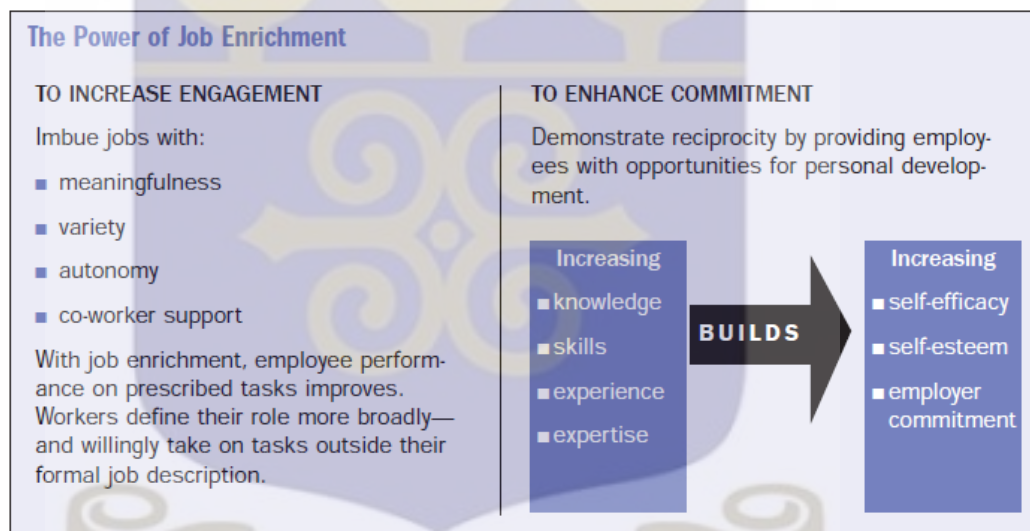 The Power of Job Enrichment
TO INCREASE ENGAGEMENT
Imbue jobs with:
■ meaningfulness
■ variety
■ autonomy
■ co-worker support
With job enrichment, employee perform-
ance on prescribed tasks improves.
Workers define their role more broadly—
and willingly take on tasks outside their
formal job description.
TO ENHANCE COMMITMENT
Demonstrate reciprocity by providing employ-
ees with opportunities for personal develop-
ment.
Increasing
■ knowledge
■ skills
■ experience
■ expertise
BUILDS
Increasing
■ self-efficacy
■ self-esteem
■ employer
commitment